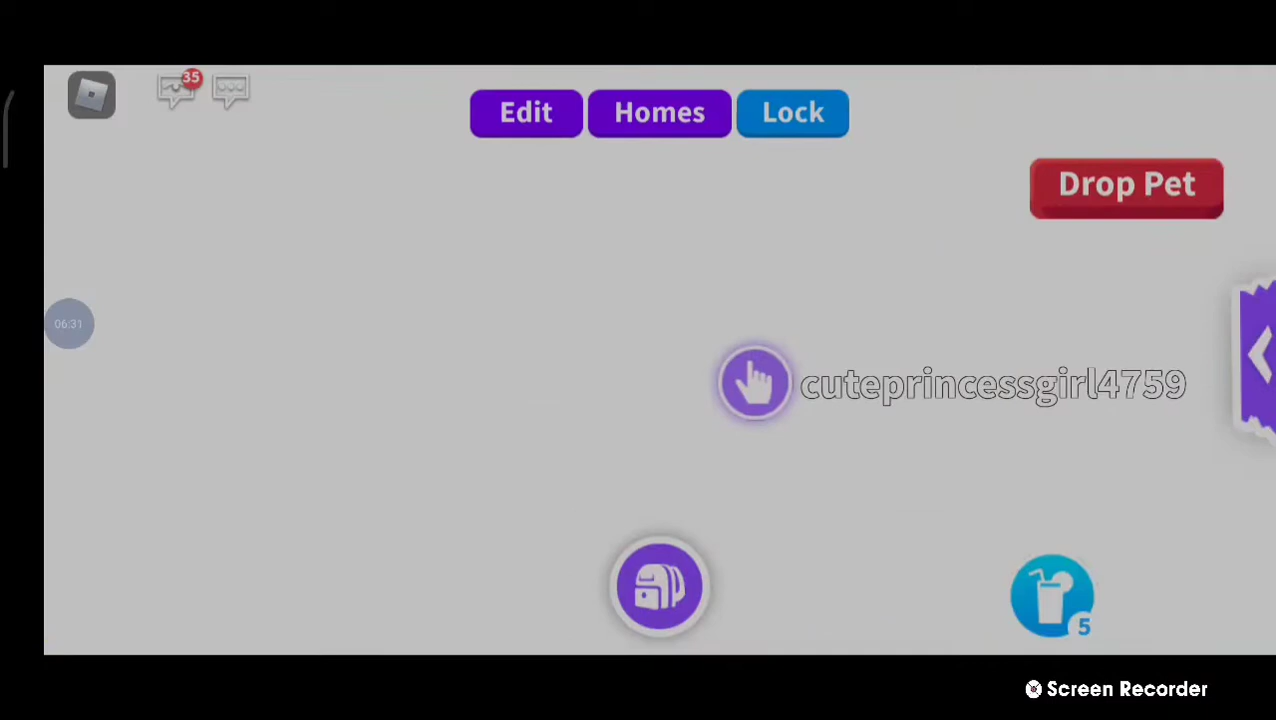 35
Edit Homes Lock
Drop Pet
06:31
cuteprincessgirl4759
5
Screen Recorder